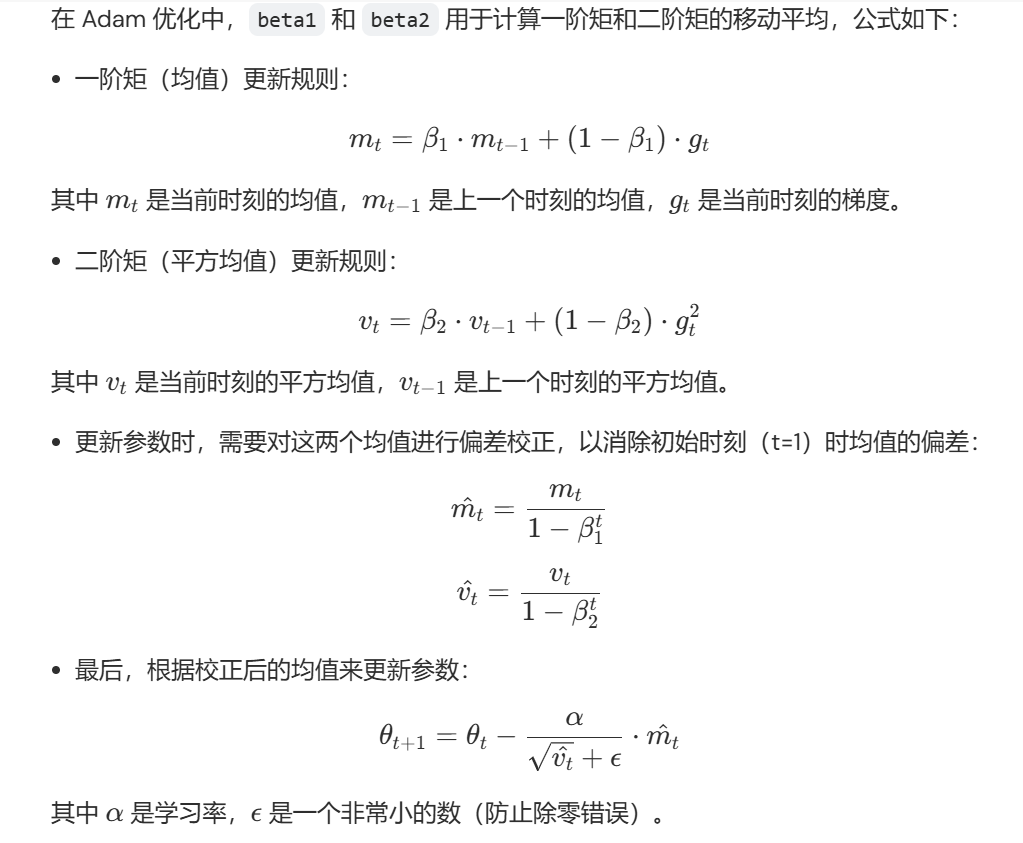 在 Adam 优化中， beta1 和 beta2 用于计算一阶矩和二阶矩的移动平均，公式如下：
• 一阶矩（均值）更新规则：
$m_t = \beta_1 \cdot m_{t-1} + (1 - \beta_1) \cdot g_t$
其中 $m_t$ 是当前时刻的均值，$m_{t-1}$ 是上一个时刻的均值，$g_t$ 是当前时刻的梯度。
• 二阶矩（平方均值）更新规则：
$v_t = \beta_2 \cdot v_{t-1} + (1 - \beta_2) \cdot g_t^2$
其中 $v_t$ 是当前时刻的平方均值，$v_{t-1}$ 是上一个时刻的平方均值。
• 更新参数时，需要对这两个均值进行偏差校正，以消除初始时刻（t=1）时均值的偏差：
$\hat{m_t} = \frac{m_t}{1 - \beta_1^t}$
$\hat{v_t} = \frac{v_t}{1 - \beta_2^t}$
• 最后，根据校正后的均值来更新参数：
$\theta_{t+1} = \theta_t - \frac{\alpha}{\sqrt{\hat{v_t}} + \epsilon} \cdot \hat{m_t}$
其中 $\alpha$ 是学习率，$\epsilon$ 是一个非常小的数（防止除零错误）。